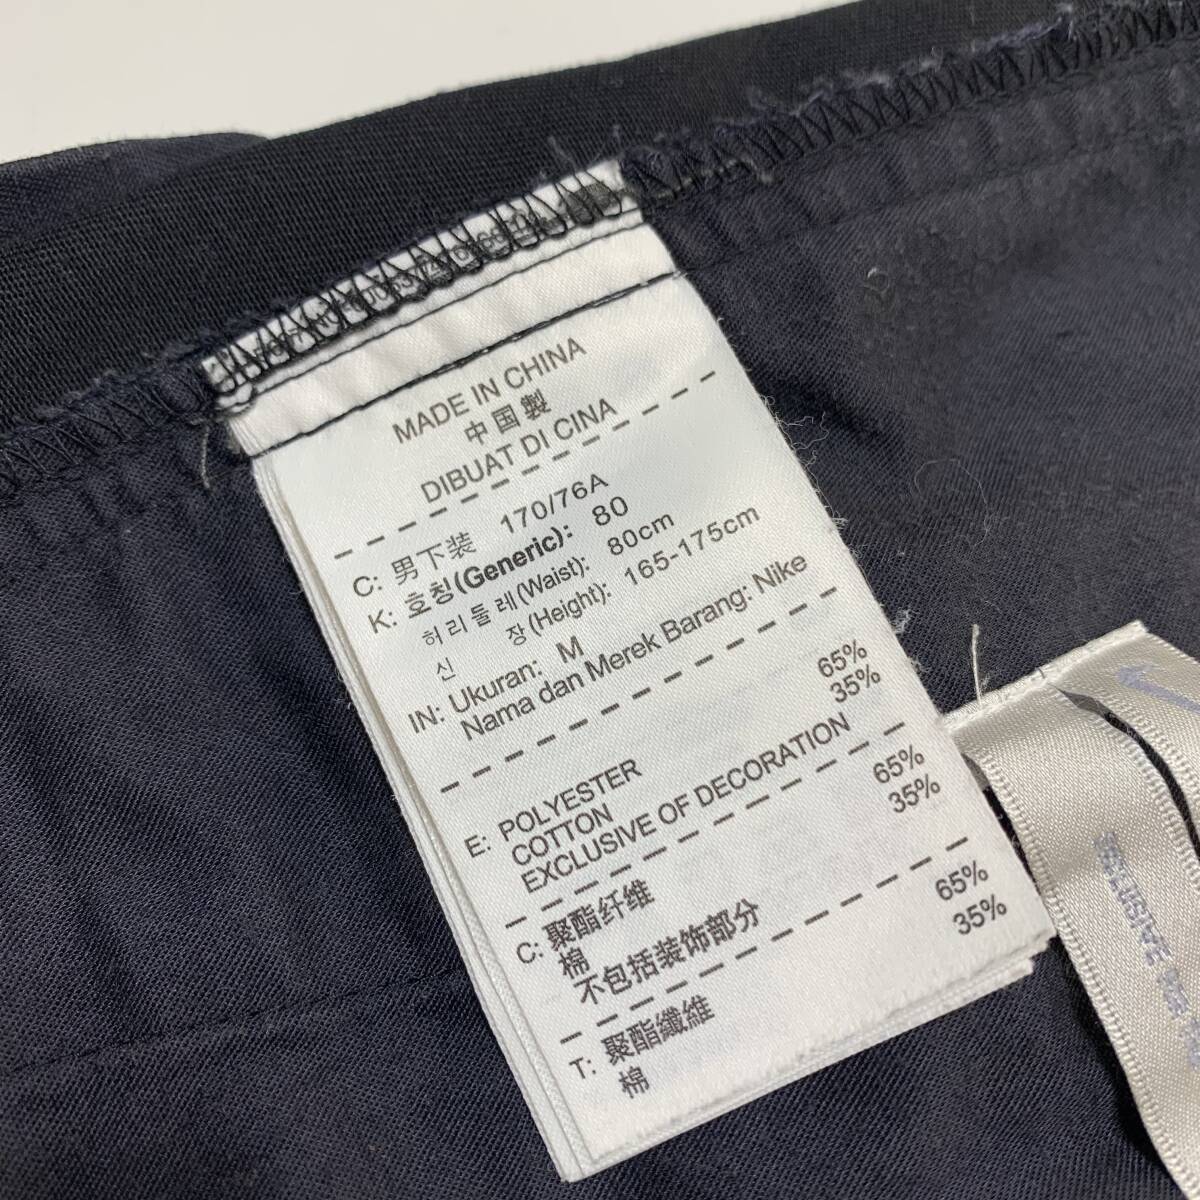 MADE IN CHINA
中国製
DIBUAT DI CINA
C: 男下装 170/76A
K: 호칭(Generic): 80
허리둘레(Waist): 80cm
신 장(Height): 165-175cm
IN: Ukuran: M
Nama dan Merek Barang: Nike
E: POLYESTER 65%
COTTON 35%
EXCLUSIVE OF DECORATION
C: 聚酯纤维 65%
棉 35%
不包括装饰部分
T: 聚酯纖維 65%
棉 35%